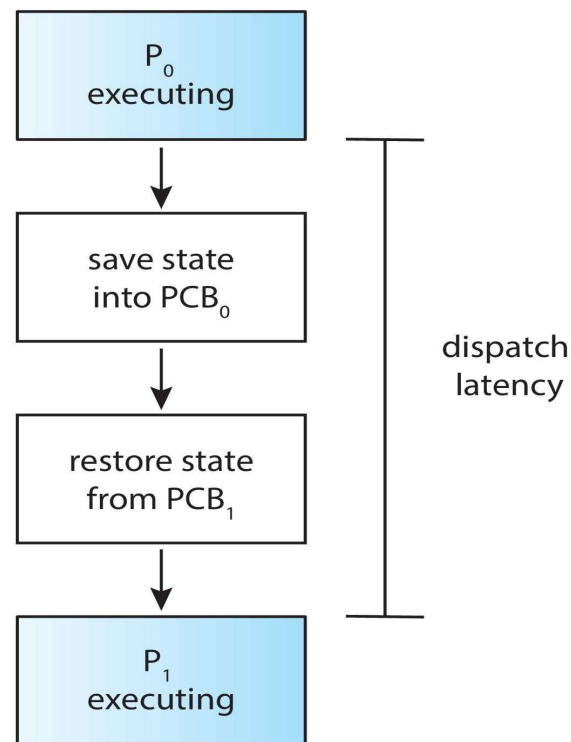 P₀
executing
save state
into PCB₀
dispatch
latency
restore state
from PCB₁
P₁
executing